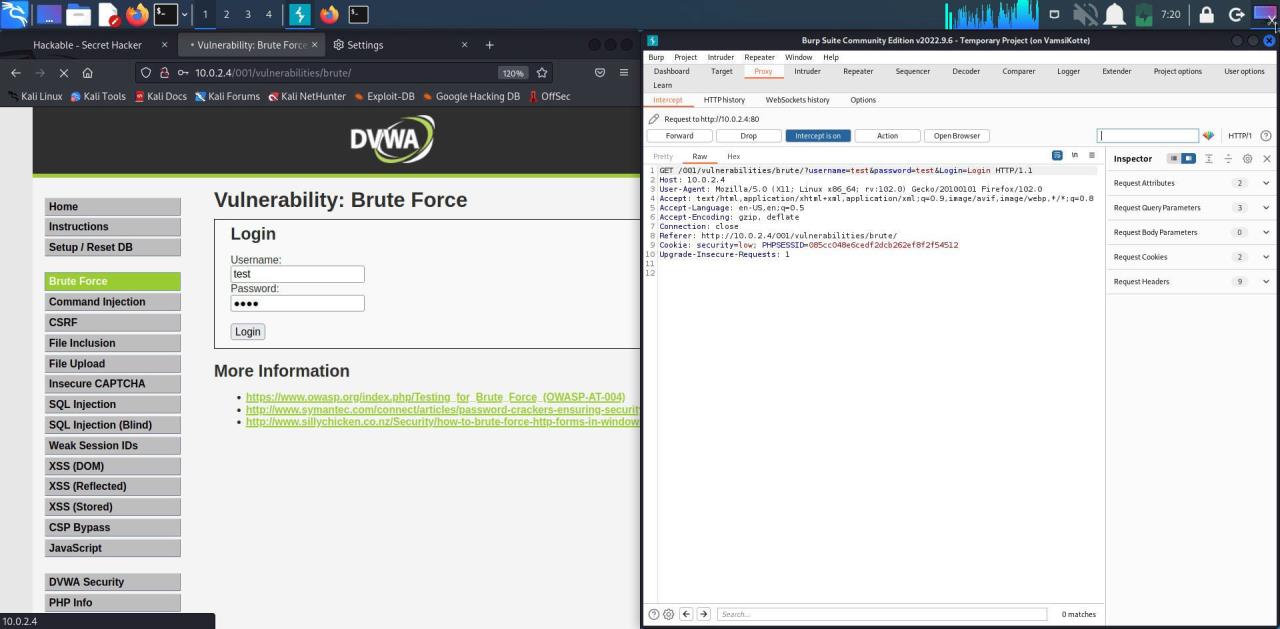 1 2 3 4 7:20
Hackable - Secret Hacker × Vulnerability: Brute Force × Settings × +
10.0.2.4/001/vulnerabilities/brute/ 120%
Kali Linux Kali Tools Kali Docs Kali Forums Kali NetHunter Exploit-DB Google Hacking DB OffSec
DVWA
Home
Instructions
Setup / Reset DB
Brute Force
Command Injection
CSRF
File Inclusion
File Upload
Insecure CAPTCHA
SQL Injection
SQL Injection (Blind)
Weak Session IDs
XSS (DOM)
XSS (Reflected)
XSS (Stored)
CSP Bypass
JavaScript
DVWA Security
PHP Info
Vulnerability: Brute Force
Login
Username:
test
Password:
●●●●
Login
More Information
• https://www.owasp.org/index.php/Testing_for_Brute_Force_(OWASP-AT-004)
• http://www.symantec.com/connect/articles/password-crackers-ensuring-securit
• http://www.sillychicken.co.nz/Security/how-to-brute-force-http-forms-in-window
10.0.2.4
Burp Suite Community Edition v2022.9.6 - Temporary Project (on VamsiKotte)
Burp Project Intruder Repeater Window Help
Dashboard Target Proxy Intruder Repeater Sequencer Decoder Comparer Logger Extender Project options User options
Learn
Intercept HTTP history WebSockets history Options
Request to http://10.0.2.4:80
Forward Drop Intercept is on Action Open Browser HTTP/1
Pretty Raw Hex \n
1 GET /001/vulnerabilities/brute/?username=test&password=test&Login=Login HTTP/1.1
2 Host: 10.0.2.4
3 User-Agent: Mozilla/5.0 (X11; Linux x86_64; rv:102.0) Gecko/20100101 Firefox/102.0
4 Accept: text/html,application/xhtml+xml,application/xml;q=0.9,image/avif,image/webp,*/*;q=0.8
5 Accept-Language: en-US,en;q=0.5
6 Accept-Encoding: gzip, deflate
7 Connection: close
8 Referer: http://10.0.2.4/001/vulnerabilities/brute/
9 Cookie: security=low; PHPSESSID=085cc048e6cedf2dcb262ef8f2f54512
10 Upgrade-Insecure-Requests: 1
11
12
Inspector
Request Attributes 2
Request Query Parameters 3
Request Body Parameters 0
Request Cookies 2
Request Headers 9
Search... 0 matches